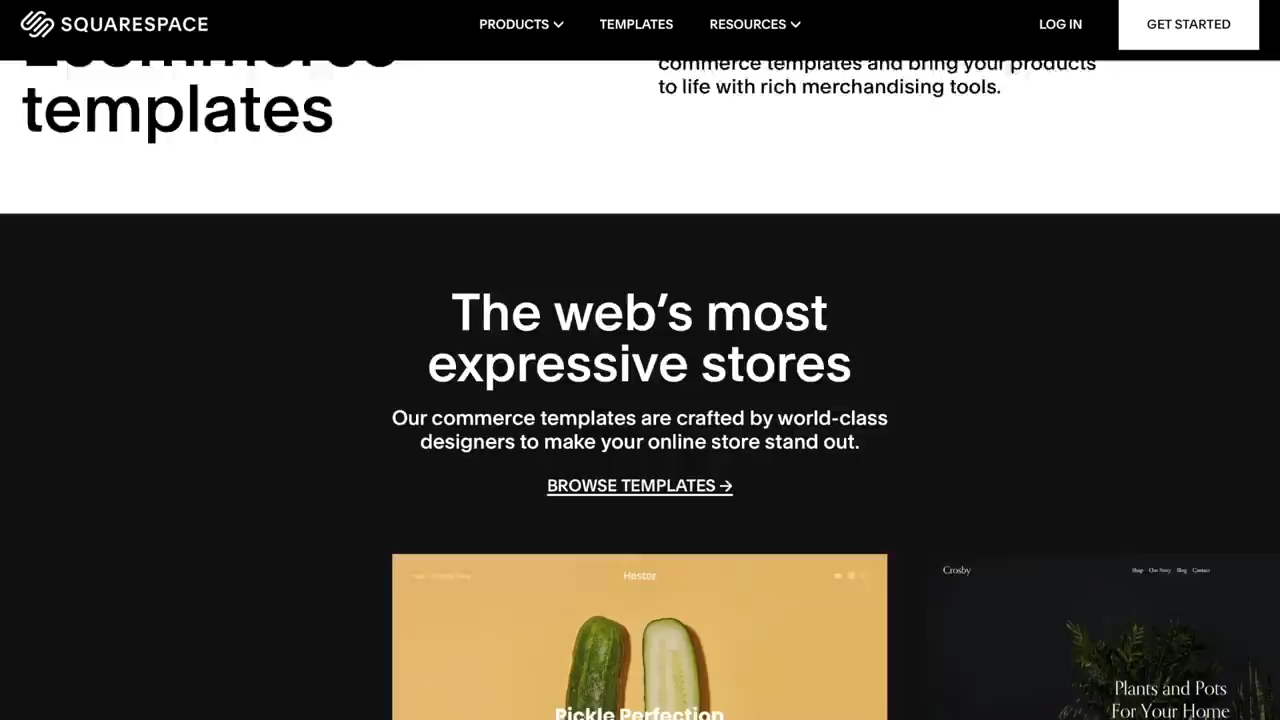 SQUARESPACE
PRODUCTS
TEMPLATES
RESOURCES
LOG IN
GET STARTED
Ecommerce
templates
commerce templates and bring your products
to life with rich merchandising tools.
The web’s most
expressive stores
Our commerce templates are crafted by world-class
designers to make your online store stand out.
BROWSE TEMPLATES →
Hester
Pickle Perfection
Crosby
Shop Our Story Blog Contact
Plants and Pots
For Your Home